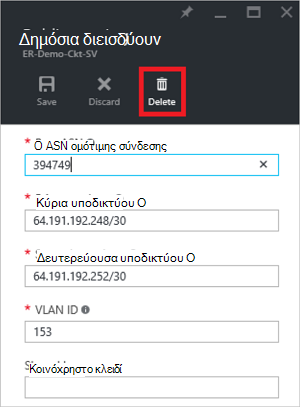 Δημόσια διεισδύουν
ER-Demo-Ckt-SV
Save
Discard
Delete
* Ο ASN ομότιμης σύνδεσης
394749
* Κύρια υποδικτύου Ο
64.191.192.248/30
* Δευτερεύουσα υποδικτύου Ο
64.191.192.252/30
* VLAN ID
153
Κοινόχρηστο κλειδί